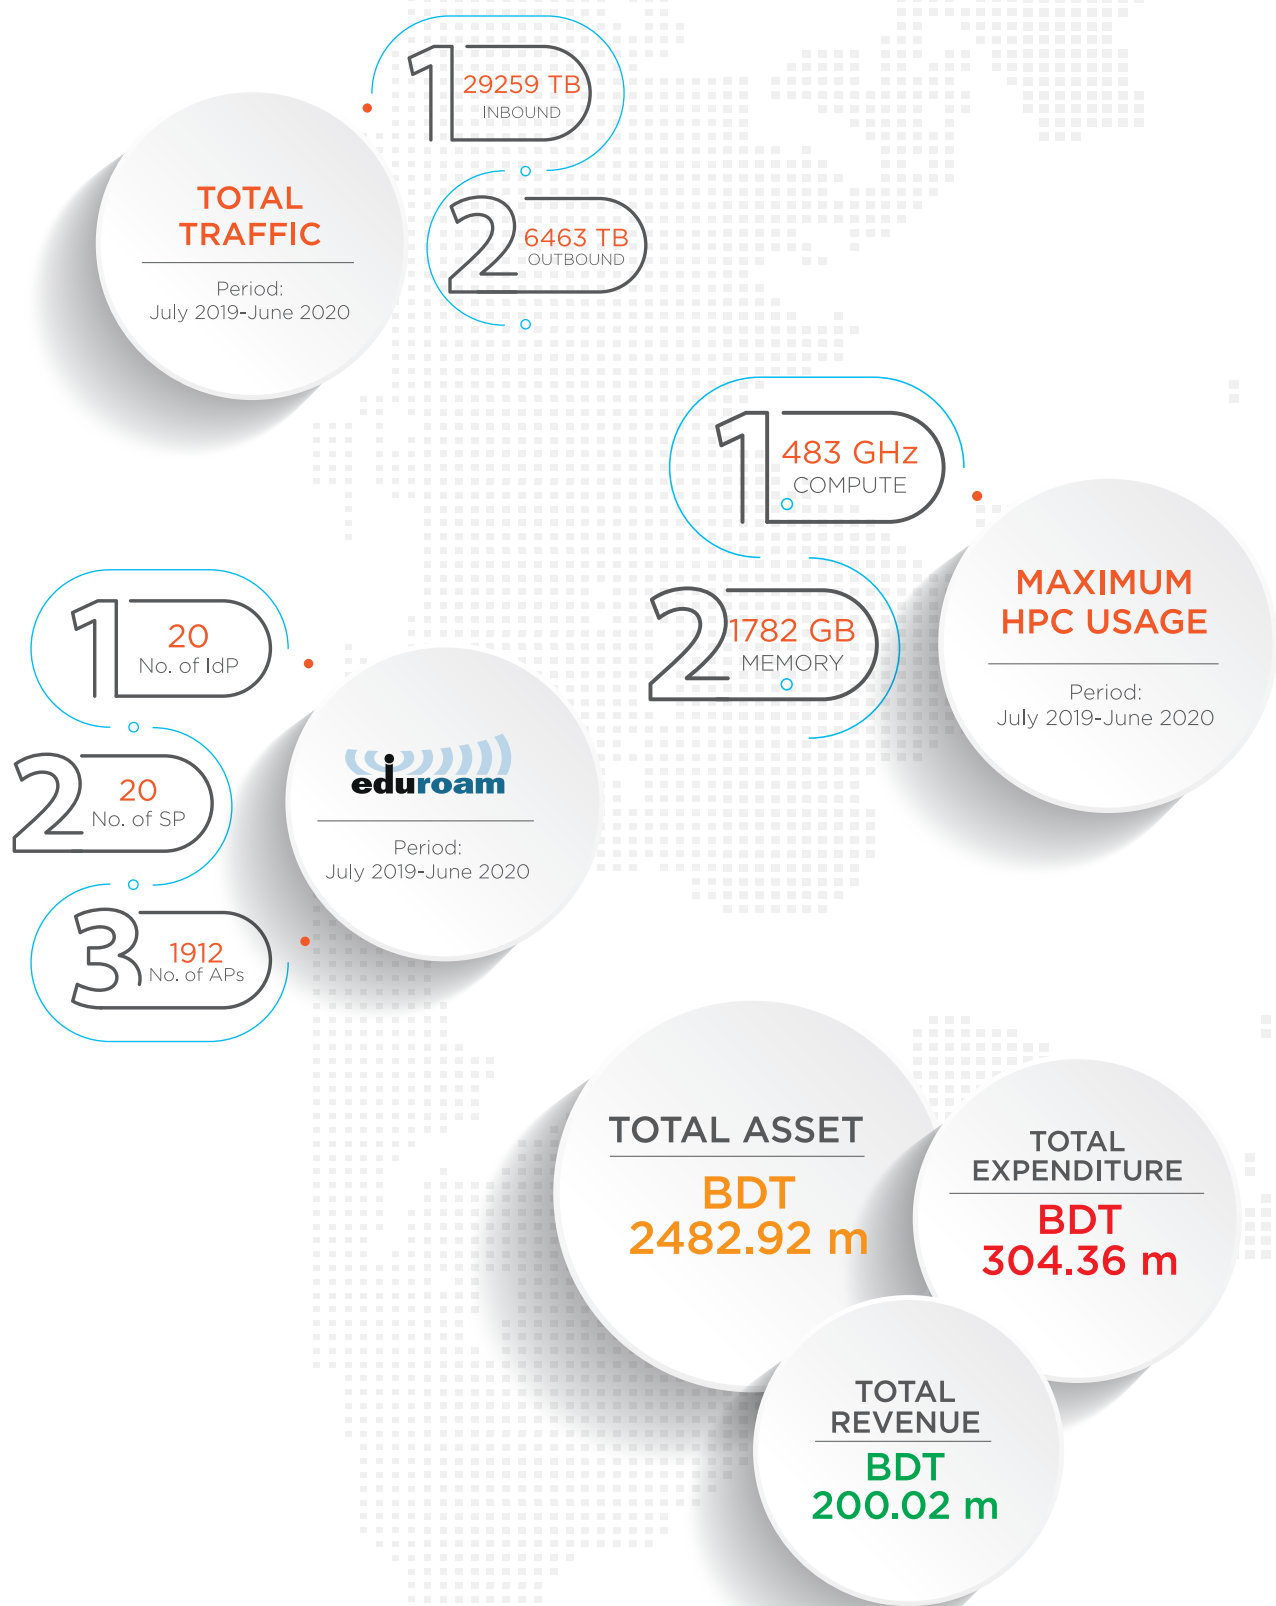 1
29259 TB
INBOUND
2
6463 TB
OUTBOUND
TOTAL
TRAFFIC
Period:
July 2019-June 2020
1
483 GHz
COMPUTE
2
1782 GB
MEMORY
MAXIMUM
HPC USAGE
Period:
July 2019-June 2020
1
20
No. of IdP
2
20
No. of SP
3
1912
No. of APs
eduroam
Period:
July 2019-June 2020
TOTAL ASSET
BDT
2482.92 m
TOTAL
EXPENDITURE
BDT
304.36 m
TOTAL
REVENUE
BDT
200.02 m